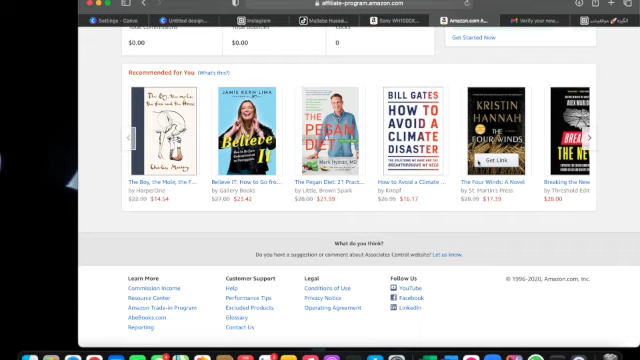 affiliate-program.amazon.com
Settings - Canva
Untitled design...
Instagram
Sony WH1000X...
Amazon.com A...
Verify your new...
$0.00
$0.00
0
Get Started Now
Recommended for You (What's this?)
Charlie Mackesy
JAMIE KERN LIMA
Believe IT
THE PEGAN DIET
Mark Hyman, MD
BILL GATES
HOW TO AVOID A CLIMATE DISASTER
KRISTIN HANNAH
THE FOUR WINDS
Get Link
The Boy, the Mole, the F...
by HarperOne
$22.99 $14.54
Believe IT: How to Go from...
by Gallery Books
$27.00 $23.42
The Pegan Diet: 21 Pract...
by Little, Brown Spark
$28.00 $21.99
How to Avoid a Climate ...
by Knopf
$26.95 $16.17
The Four Winds: A Novel
by St. Martin's Press
$28.99 $17.39
Breaking the New
by Threshold Edit
$28.00
What do you think?
Do you have a suggestion or comment about Associates Central website? Let us know.
Learn More
Commission Income
Resource Center
Amazon Trade-in Program
AbeBooks.com
Reporting
Customer Support
Help
Performance Tips
Excluded Products
Glossary
Contact Us
Legal
Conditions of Use
Privacy Notice
Operating Agreement
Follow Us
YouTube
Facebook
LinkedIn
© 1996-2020, Amazon.com, Inc.